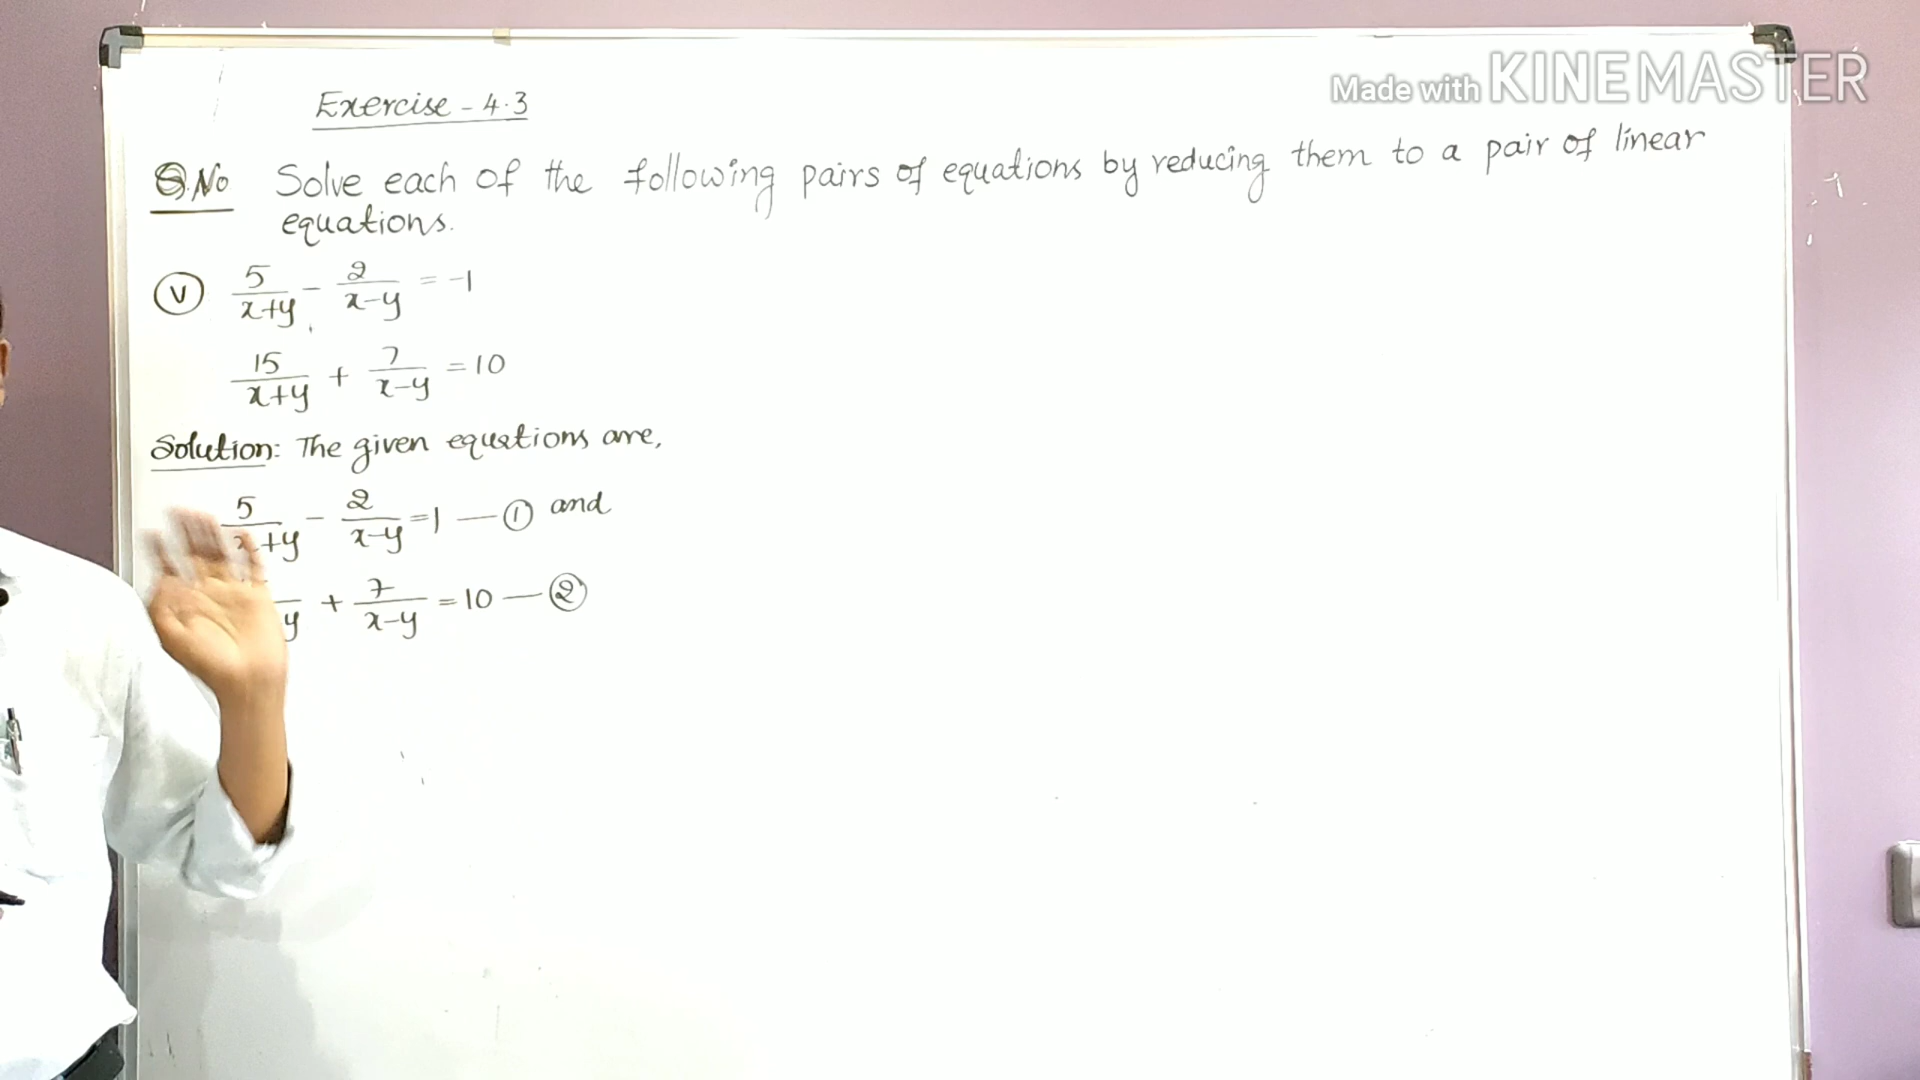 Made with KINEMASTER
Exercise - 4.3
Q.No Solve each of the following pairs of equations by reducing them to a pair of linear
equations.
(v) 5/(x+y) - 2/(x-y) = -1
15/(x+y) + 7/(x-y) = 10
Solution: The given equations are,
5/(x+y) - 2/(x-y) = 1 — ① and
y + 7/(x-y) = 10 — ②